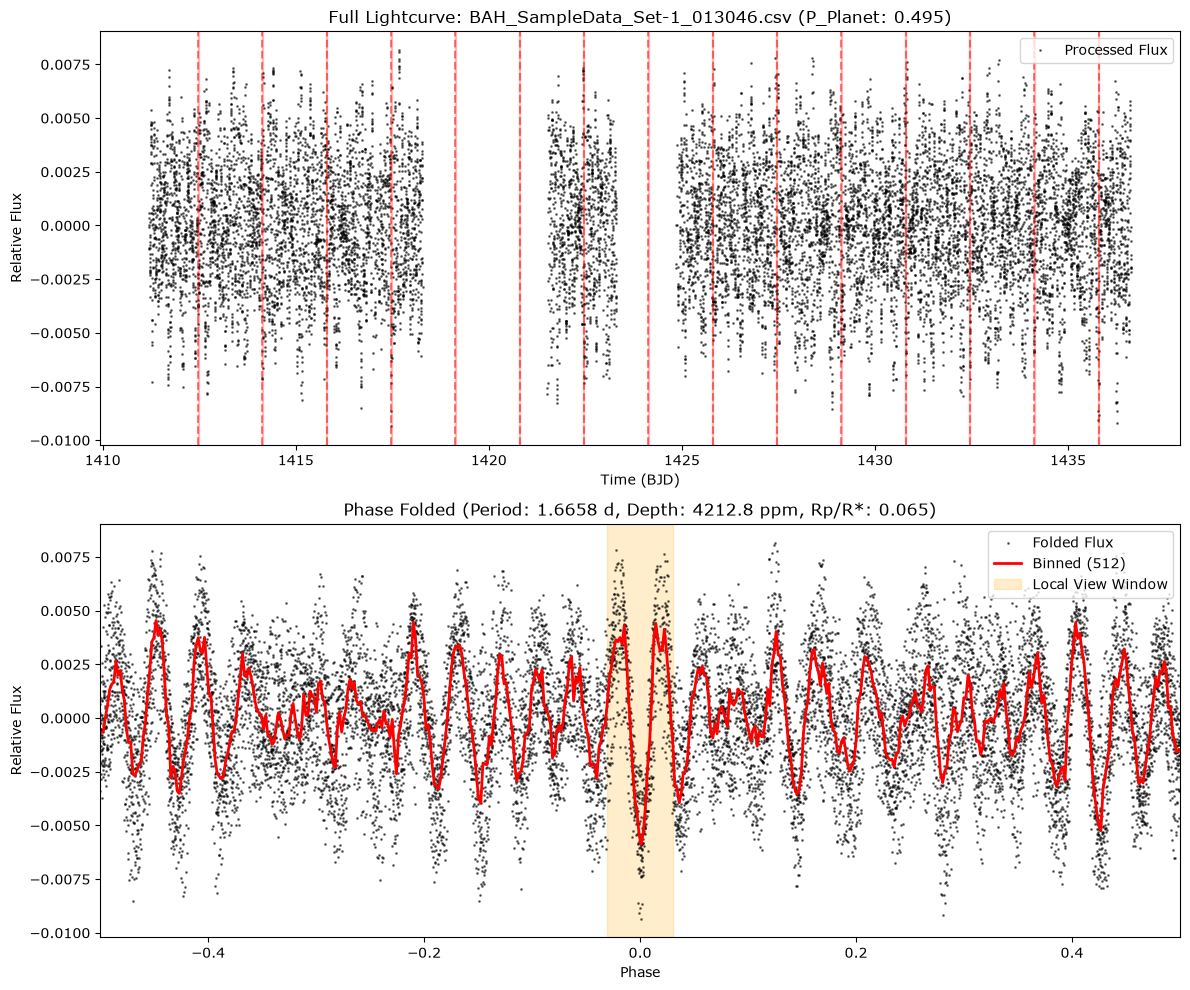 Full Lightcurve: BAH_SampleData_Set-1_013046.csv (P_Planet: 0.495)
Processed Flux
Relative Flux
0.0075
0.0050
0.0025
0.0000
−0.0025
−0.0050
−0.0075
−0.0100
1410 1415 1420 1425 1430 1435
Time (BJD)
Phase Folded (Period: 1.6658 d, Depth: 4212.8 ppm, Rp/R*: 0.065)
Folded Flux
Binned (512)
Local View Window
Relative Flux
0.0075
0.0050
0.0025
0.0000
−0.0025
−0.0050
−0.0075
−0.0100
−0.4 −0.2 0.0 0.2 0.4
Phase